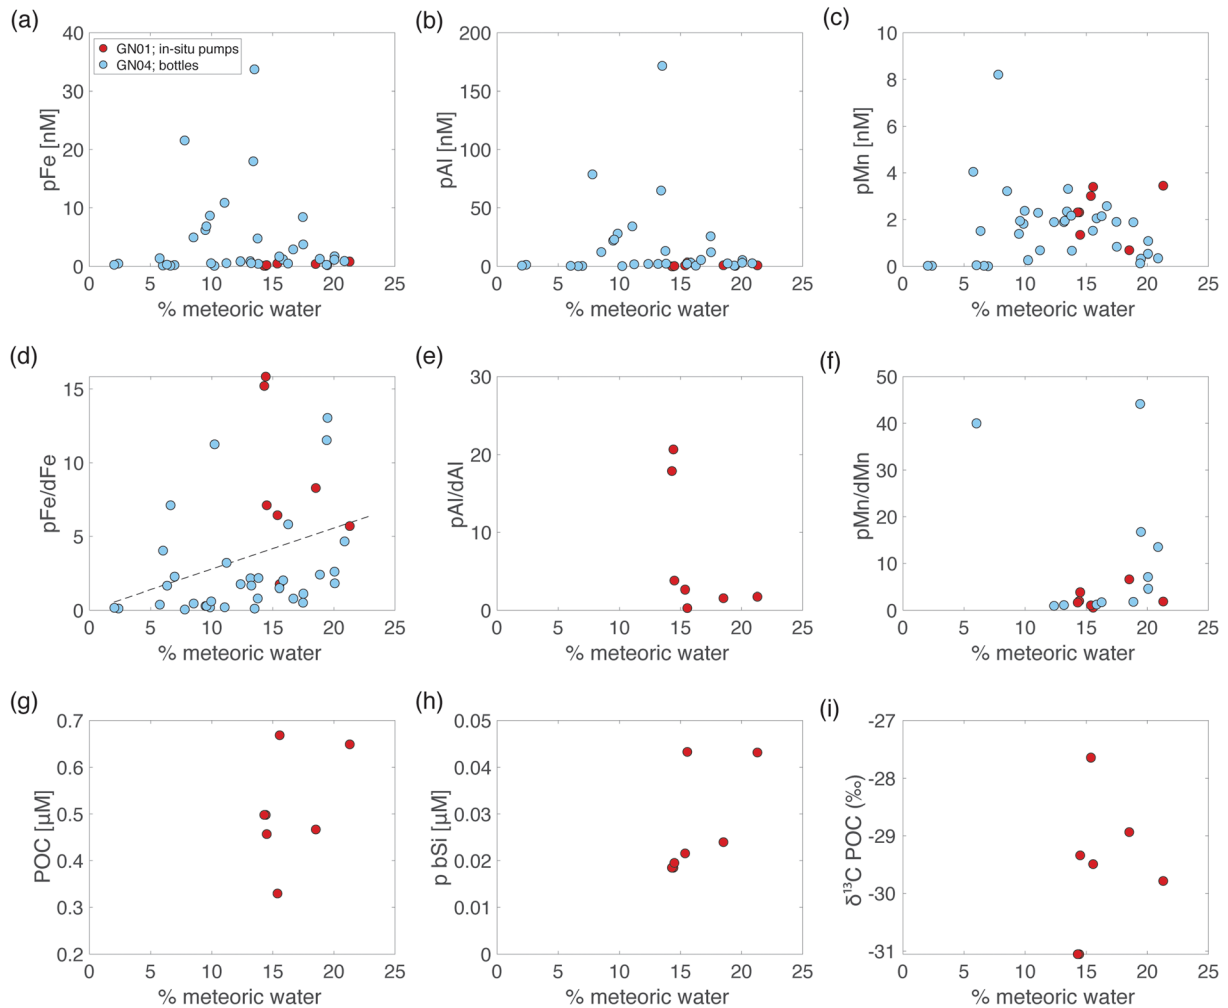 (a)
40
30
20
10
0
pFe [nM]
GN01; in-situ pumps
GN04; bottles
0 5 10 15 20 25
% meteoric water
(b)
200
150
100
50
0
pAl [nM]
0 5 10 15 20 25
% meteoric water
(c)
10
8
6
4
2
0
pMn [nM]
0 5 10 15 20 25
% meteoric water
(d)
15
10
5
0
pFe/dFe
0 5 10 15 20 25
% meteoric water
(e)
30
20
10
0
pAl/dAl
0 5 10 15 20 25
% meteoric water
(f)
50
40
30
20
10
0
pMn/dMn
0 5 10 15 20 25
% meteoric water
(g)
0.7
0.6
0.5
0.4
0.3
0.2
POC [µM]
0 5 10 15 20 25
% meteoric water
(h)
0.05
0.04
0.03
0.02
0.01
0
p bSi [µM]
0 5 10 15 20 25
% meteoric water
(i)
-27
-28
-29
-30
-31
δ¹³C POC (‰)
0 5 10 15 20 25
% meteoric water